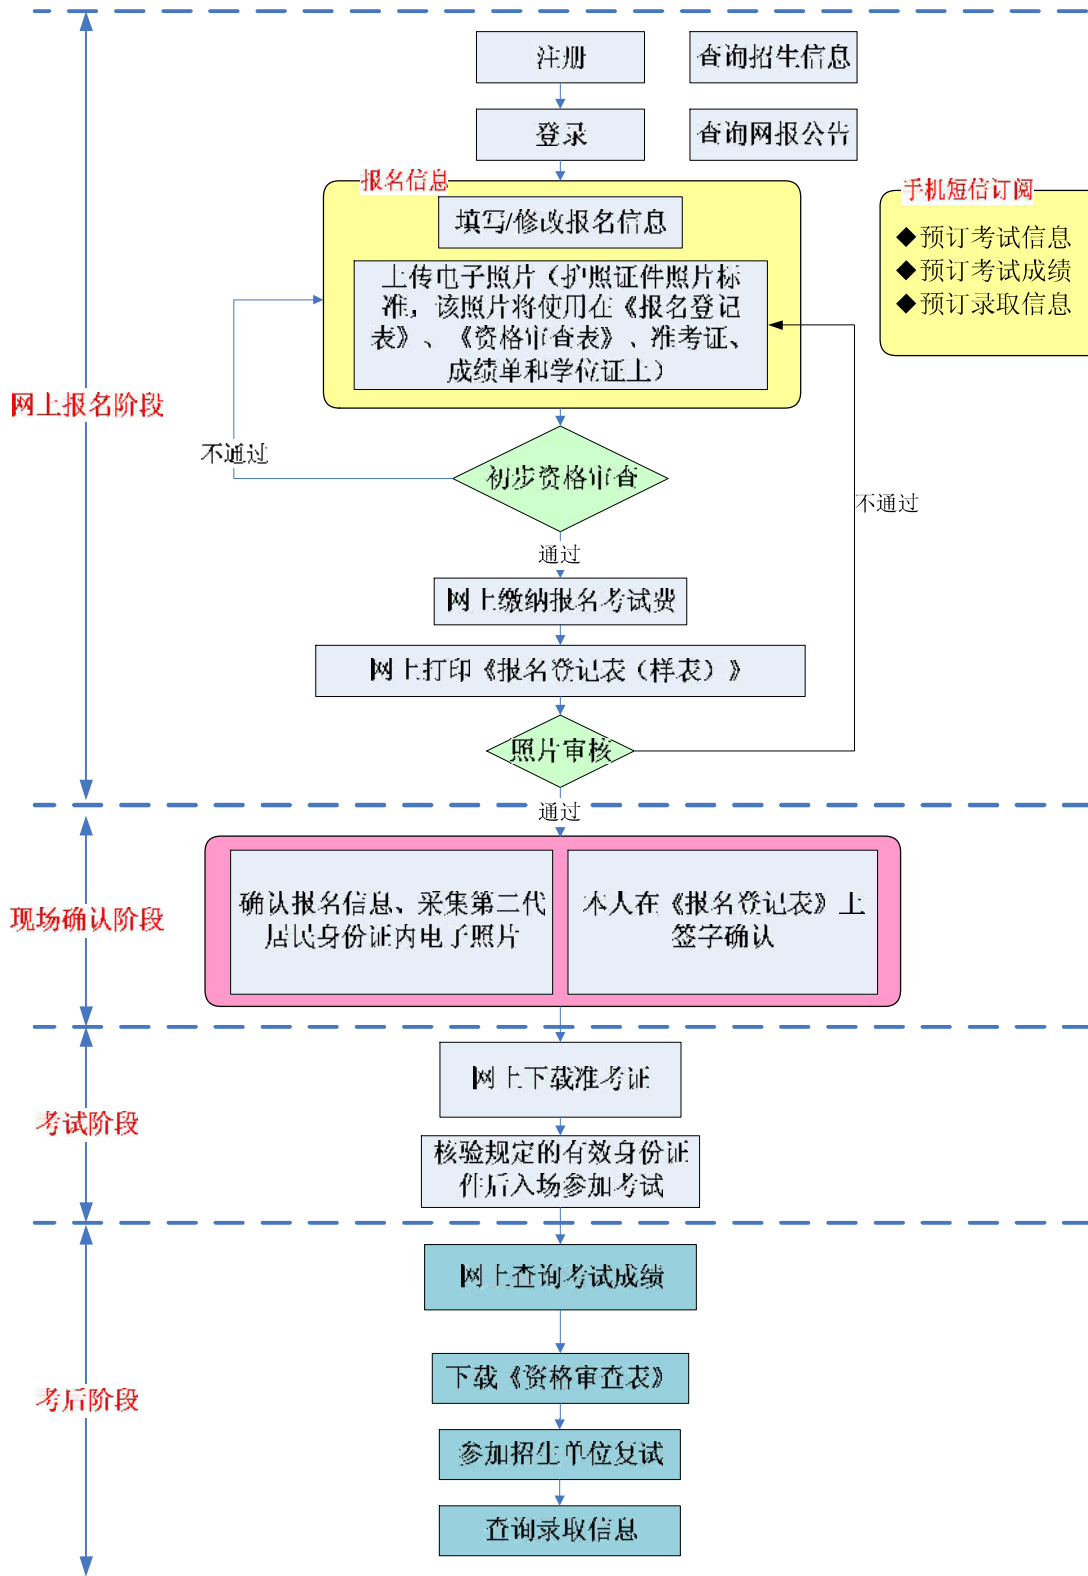 注册
查询招生信息
登录
查询网报公告
报名信息
填写/修改报名信息
上传电子照片（护照证件照片标
准，该照片将使用在《报名登记
表》、《资格审查表》、准考证、
成绩单和学位证上）
手机短信订阅
◆预订考试信息
◆预订考试成绩
◆预订录取信息
网上报名阶段
不通过
初步资格审查
不通过
通过
网上缴纳报名考试费
网上打印《报名登记表（样表）》
照片审核
通过
现场确认阶段
确认报名信息、采集第二代
居民身份证内电子照片
本人在《报名登记表》上
签字确认
考试阶段
网上下载准考证
核验规定的有效身份证
件后入场参加考试
考后阶段
网上查询考试成绩
下载《资格审查表》
参加招生单位复试
查询录取信息